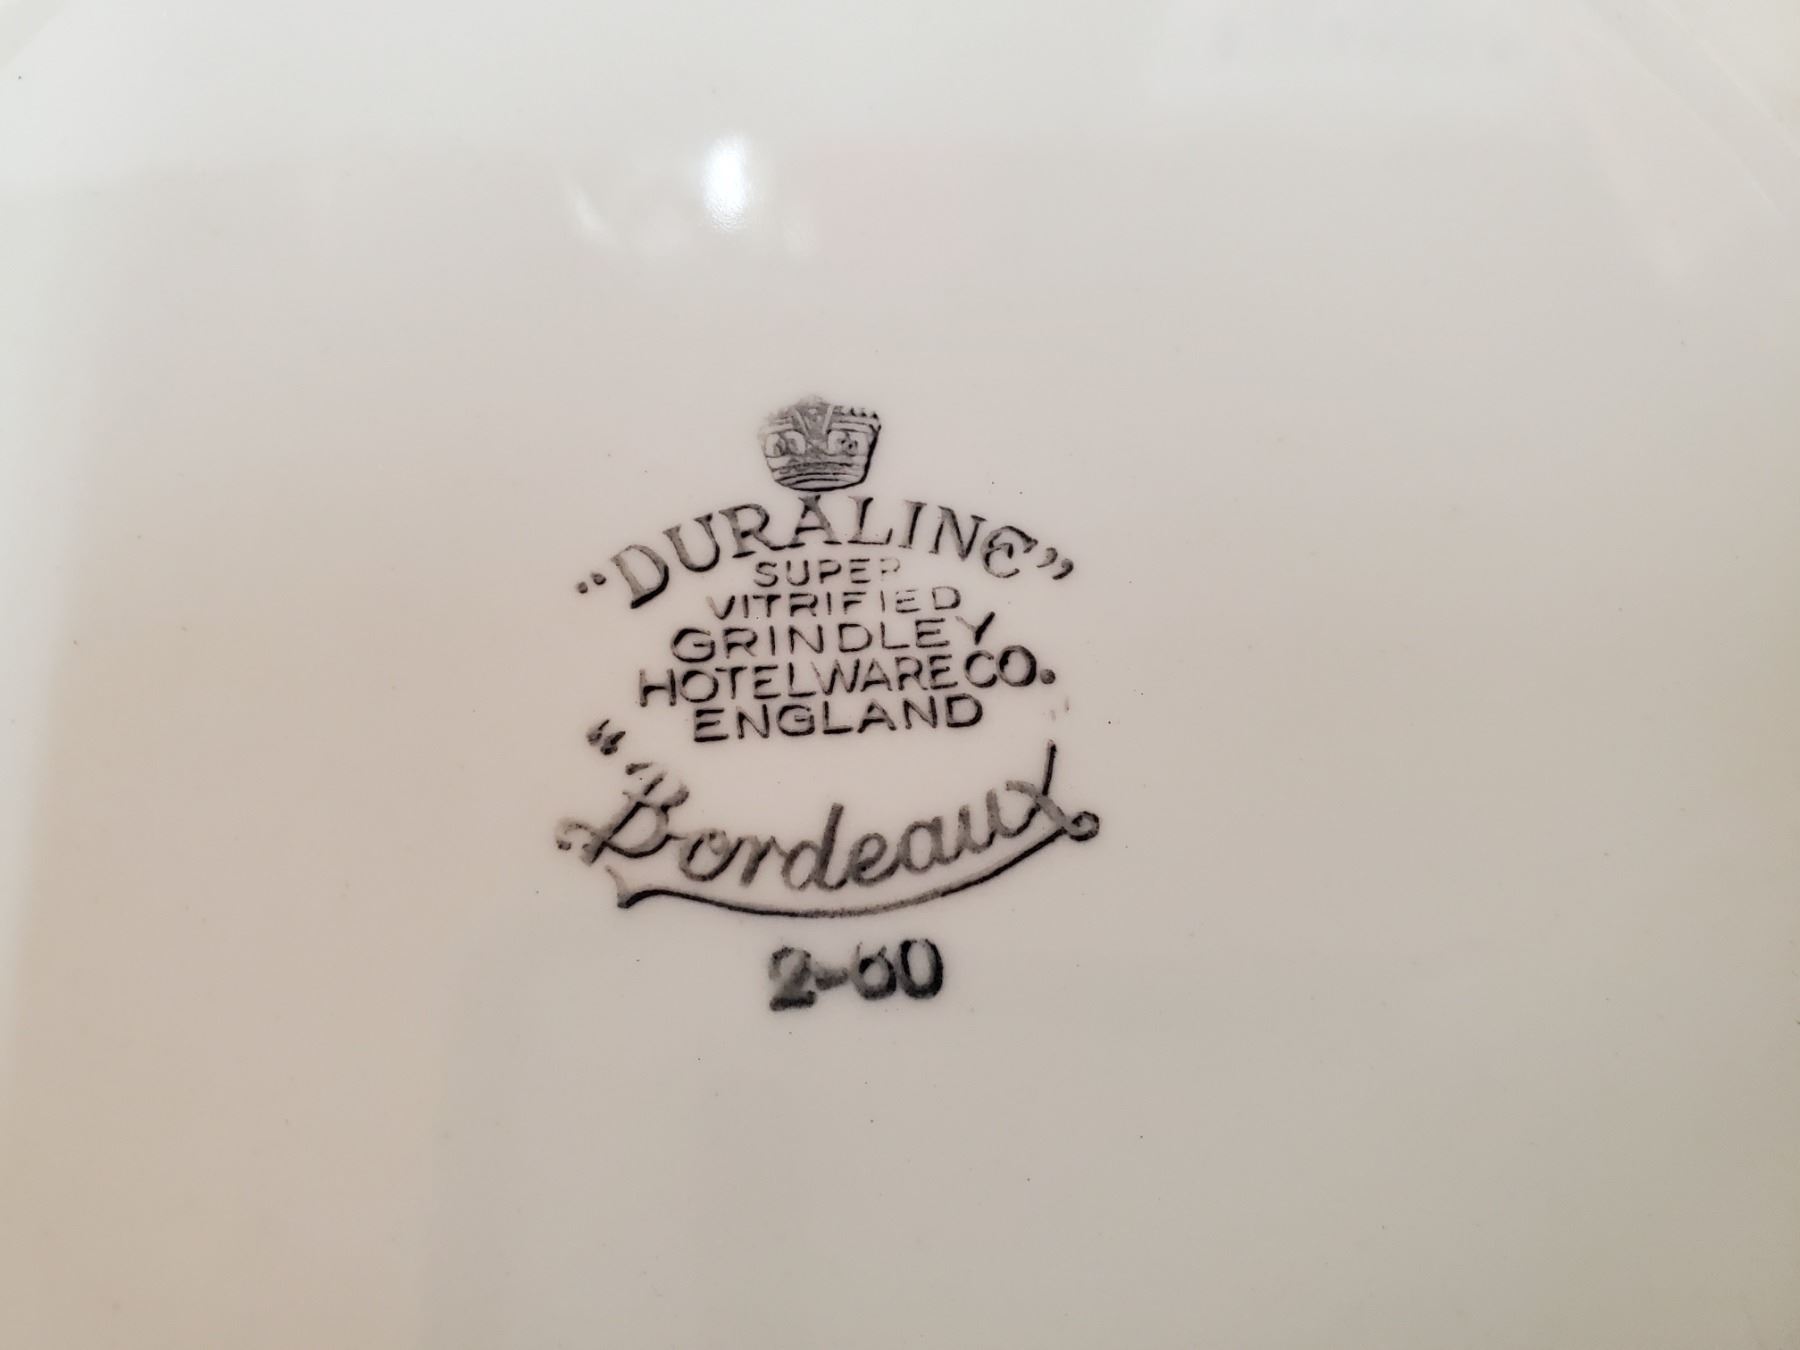 "DURALINE"
SUPER
VITRIFIED
GRINDLEY
HOTELWARE CO.
ENGLAND
"Bordeaux
2-60